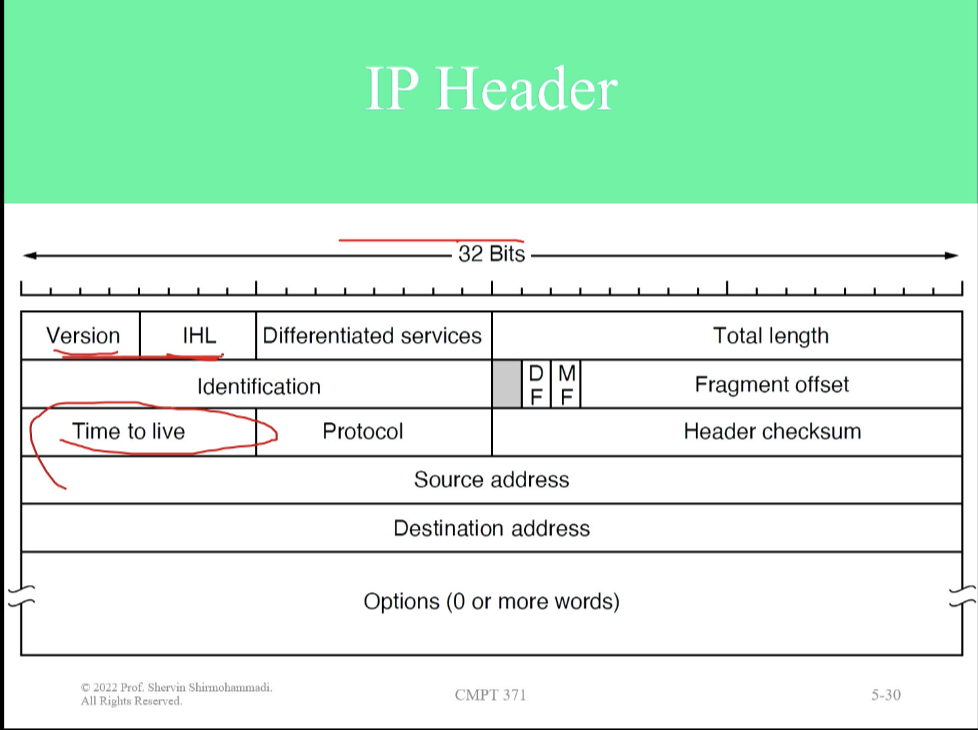 IP Header
32 Bits
Version IHL Differentiated services Total length
Identification D F M F Fragment offset
Time to live Protocol Header checksum
Source address
Destination address
Options (0 or more words)
© 2022 Prof. Shervin Shirmohammadi.
All Rights Reserved.
CMPT 371
5-30